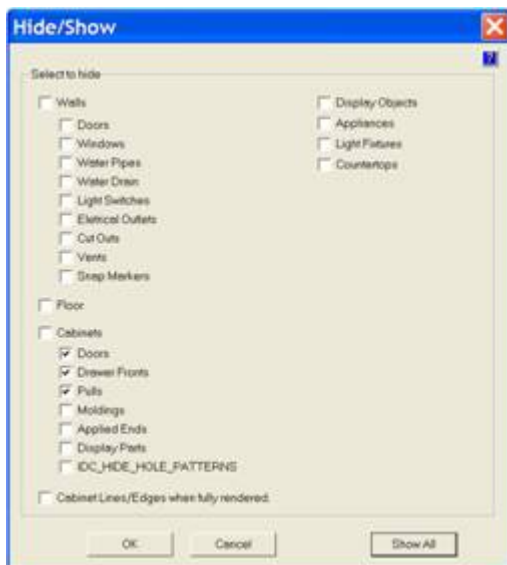 Hide/Show
?
Select to hide
Walls
Doors
Windows
Water Pipes
Water Drain
Light Switches
Eletrical Outlets
Cut Outs
Vents
Snap Markers
Display Objects
Appliances
Light Fixtures
Countertops
Floor
Cabinets
Doors
Drawer Fronts
Pulls
Moldings
Applied Ends
Display Parts
IDC_HIDE_HOLE_PATTERNS
Cabinet Lines/Edges when fully rendered.
OK
Cancel
Show All